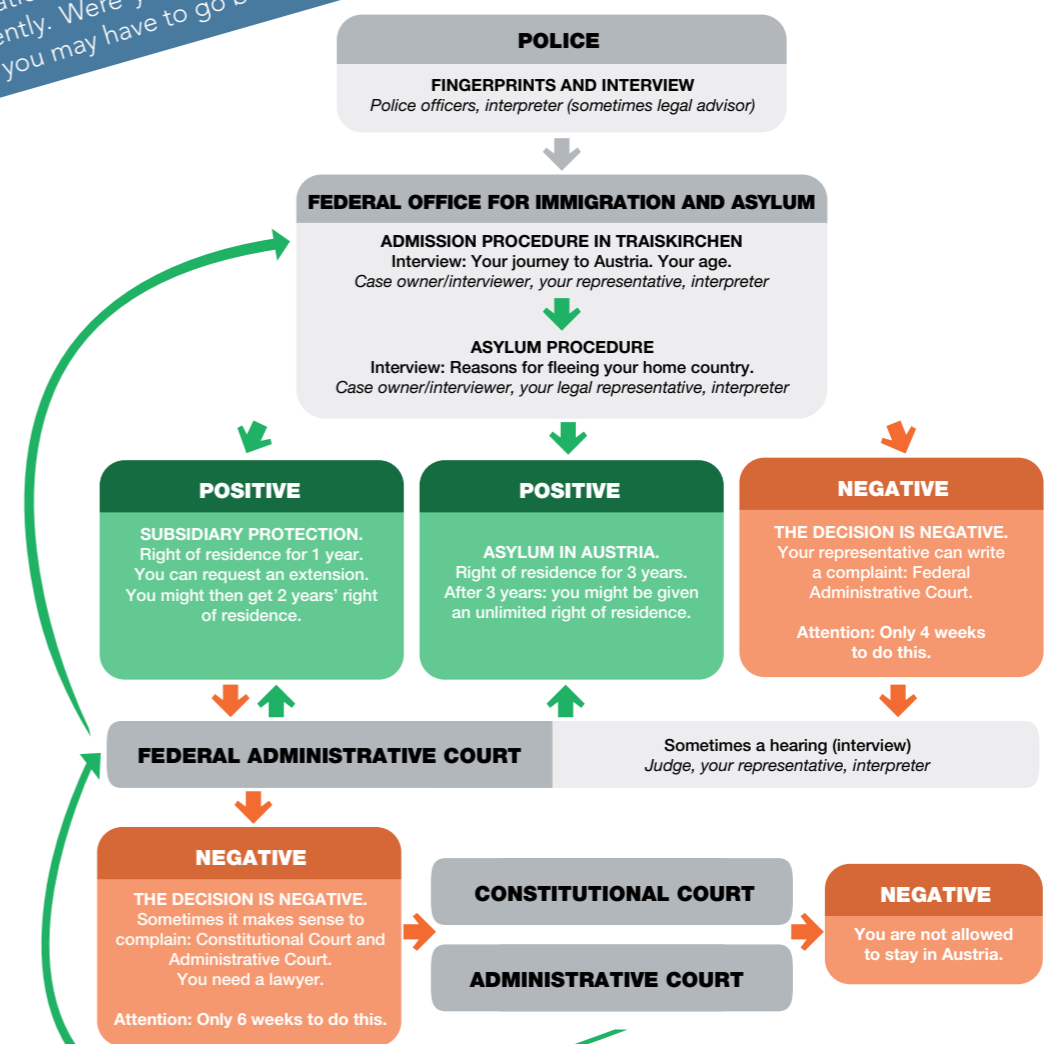 ently. Were
you may have to go b
POLICE
FINGERPRINTS AND INTERVIEW
Police officers, interpreter (sometimes legal advisor)
FEDERAL OFFICE FOR IMMIGRATION AND ASYLUM
ADMISSION PROCEDURE IN TRAISKIRCHEN
Interview: Your journey to Austria. Your age.
Case owner/interviewer, your representative, interpreter
ASYLUM PROCEDURE
Interview: Reasons for fleeing your home country.
Case owner/interviewer, your legal representative, interpreter
POSITIVE
SUBSIDIARY PROTECTION.
Right of residence for 1 year.
You can request an extension.
You might then get 2 years’ right
of residence.
POSITIVE
ASYLUM IN AUSTRIA.
Right of residence for 3 years.
After 3 years: you might be given
an unlimited right of residence.
NEGATIVE
THE DECISION IS NEGATIVE.
Your representative can write
a complaint: Federal
Administrative Court.
Attention: Only 4 weeks
to do this.
FEDERAL ADMINISTRATIVE COURT
Sometimes a hearing (interview)
Judge, your representative, interpreter
NEGATIVE
THE DECISION IS NEGATIVE.
Sometimes it makes sense to
complain: Constitutional Court and
Administrative Court.
You need a lawyer.
Attention: Only 6 weeks to do this.
CONSTITUTIONAL COURT
ADMINISTRATIVE COURT
NEGATIVE
You are not allowed
to stay in Austria.